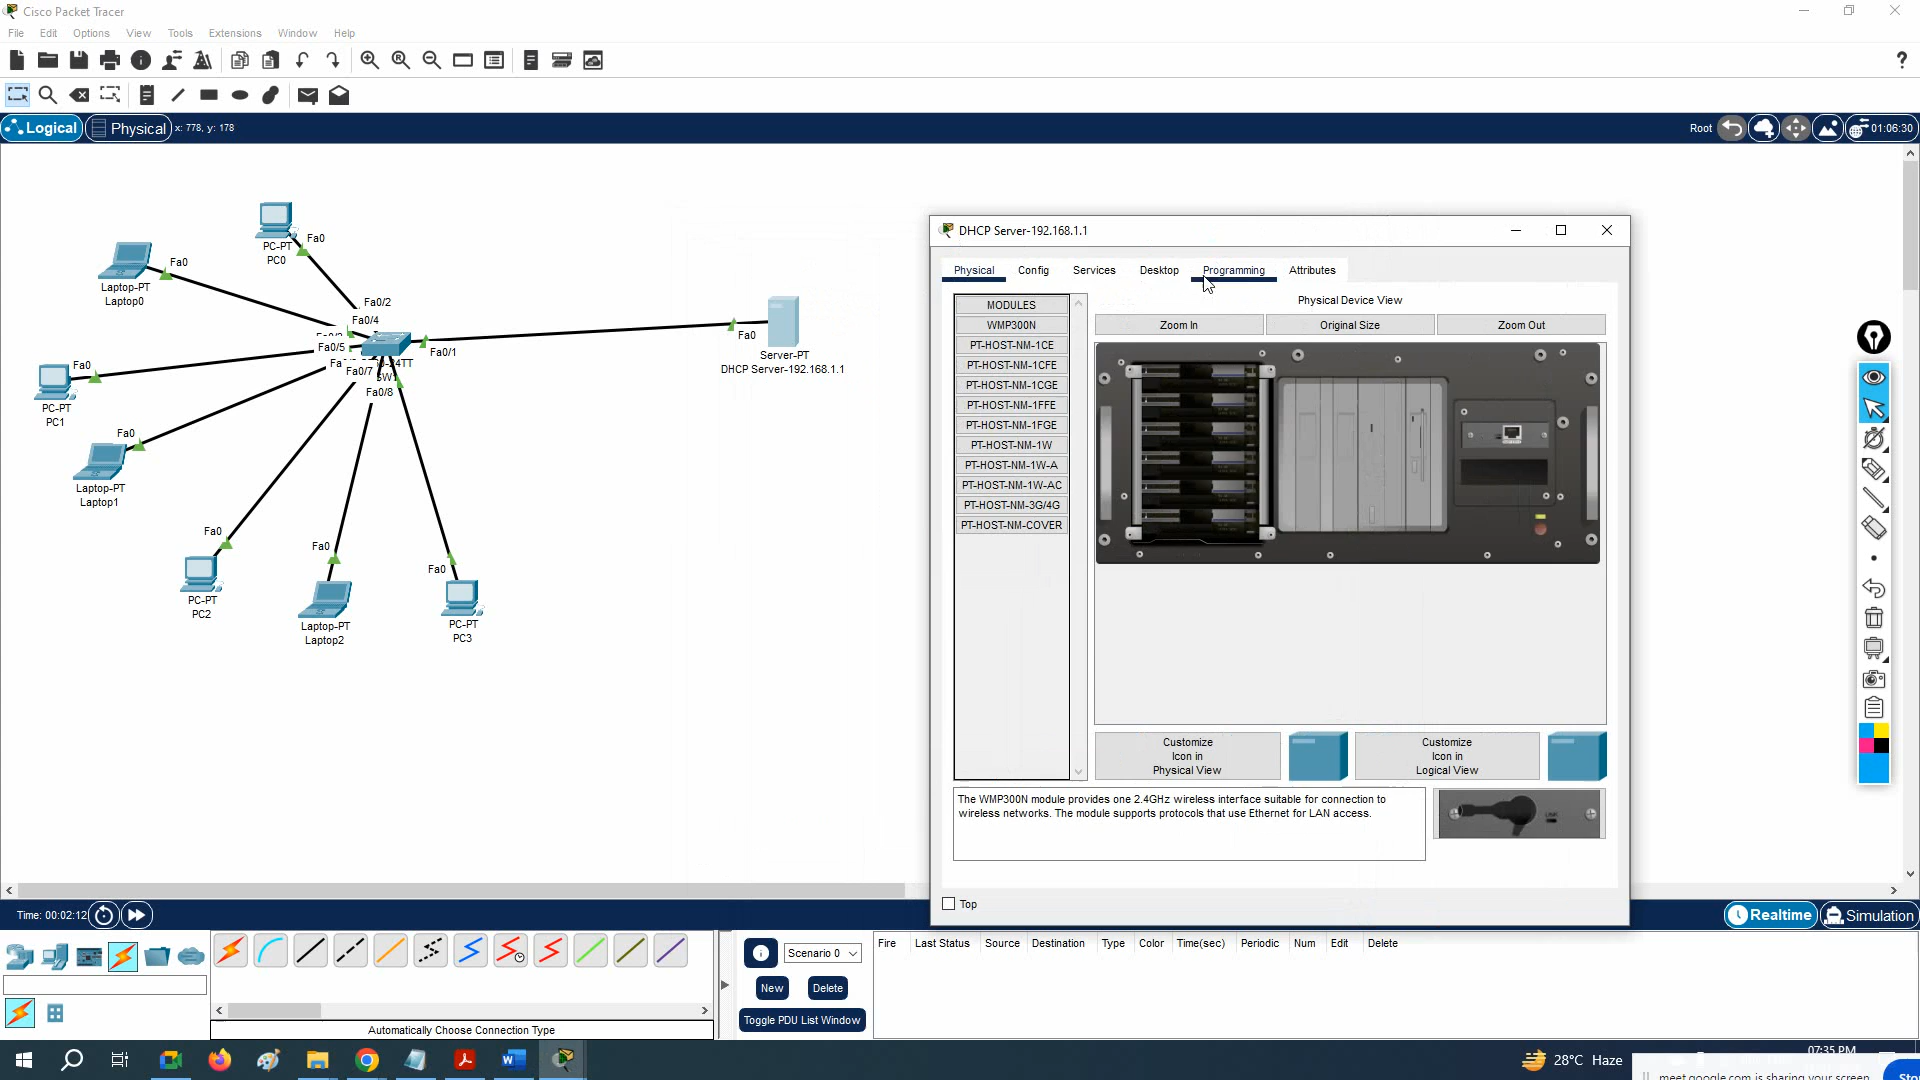 Cisco Packet Tracer
File Edit Options View Tools Extensions Window Help
Logical Physical x: 778, y: 178
Root 01:06:30
PC-PT
PC0
Fa0
Laptop-PT
Laptop0
Fa0
Fa0/2
Fa0/4
Fa0/5
Fa0/7
Fa0/8
Fa0/1
Fa0
Server-PT
DHCP Server-192.168.1.1
Fa0
PC-PT
PC1
Fa0
Laptop-PT
Laptop1
Fa0
PC-PT
PC2
Fa0
Laptop-PT
Laptop2
Fa0
PC-PT
PC3
DHCP Server-192.168.1.1
Physical Config Services Desktop Programming Attributes
MODULES
WMP300N
PT-HOST-NM-1CE
PT-HOST-NM-1CFE
PT-HOST-NM-1CGE
PT-HOST-NM-1FFE
PT-HOST-NM-1FGE
PT-HOST-NM-1W
PT-HOST-NM-1W-A
PT-HOST-NM-1W-AC
PT-HOST-NM-3G/4G
PT-HOST-NM-COVER
Physical Device View
Zoom In Original Size Zoom Out
Customize
Icon in
Physical View
Customize
Icon in
Logical View
The WMP300N module provides one 2.4GHz wireless interface suitable for connection to
wireless networks. The module supports protocols that use Ethernet for LAN access.
Top
Time: 00:02:12
Realtime Simulation
Automatically Choose Connection Type
Scenario 0
New Delete
Toggle PDU List Window
Fire Last Status Source Destination Type Color Time(sec) Periodic Num Edit Delete
28°C Haze
07:35 PM
meet.google.com is sharing your screen.